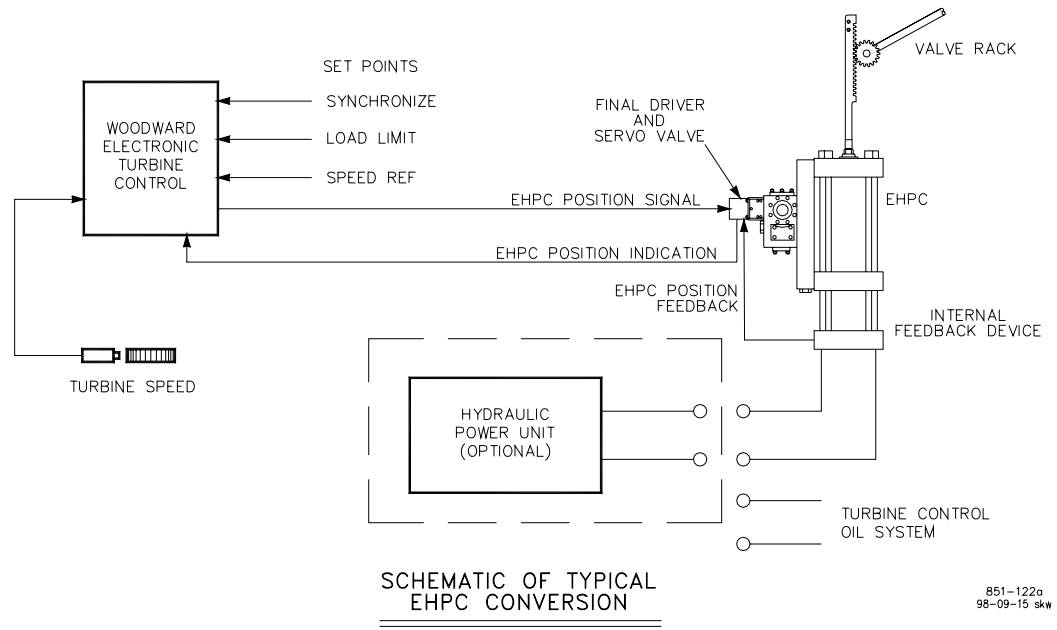 SET POINTS
SYNCHRONIZE
LOAD LIMIT
SPEED REF
WOODWARD
ELECTRONIC
TURBINE
CONTROL
EHPC POSITION SIGNAL
EHPC POSITION INDICATION
FINAL DRIVER
AND
SERVO VALVE
VALVE RACK
EHPC
EHPC POSITION
FEEDBACK
INTERNAL
FEEDBACK DEVICE
TURBINE SPEED
HYDRAULIC
POWER UNIT
(OPTIONAL)
TURBINE CONTROL
OIL SYSTEM
SCHEMATIC OF TYPICAL
EHPC CONVERSION
851-122a
98-09-15 skw